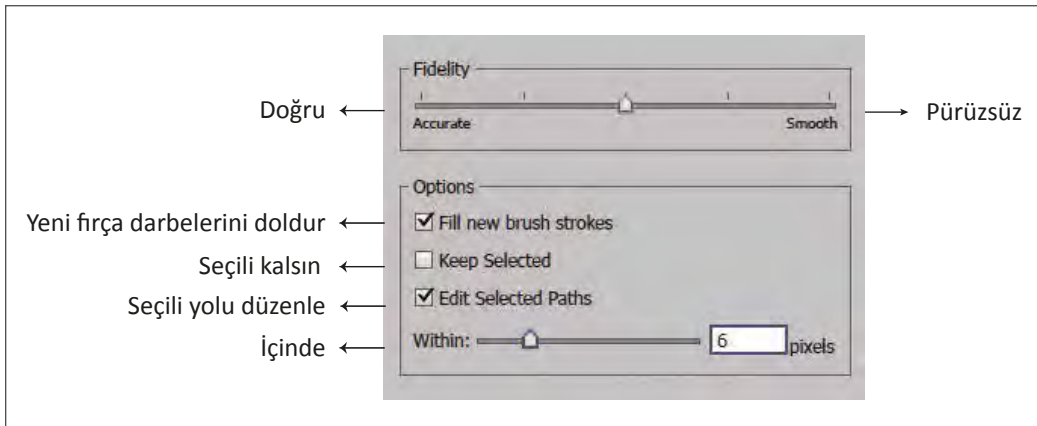 Fidelity
Doğru
Accurate
Smooth
Pürüzsüz
Options
Yeni fırça darbelerini doldur
Fill new brush strokes
Seçili kalsın
Keep Selected
Seçili yolu düzenle
Edit Selected Paths
İçinde
Within: 6 pixels